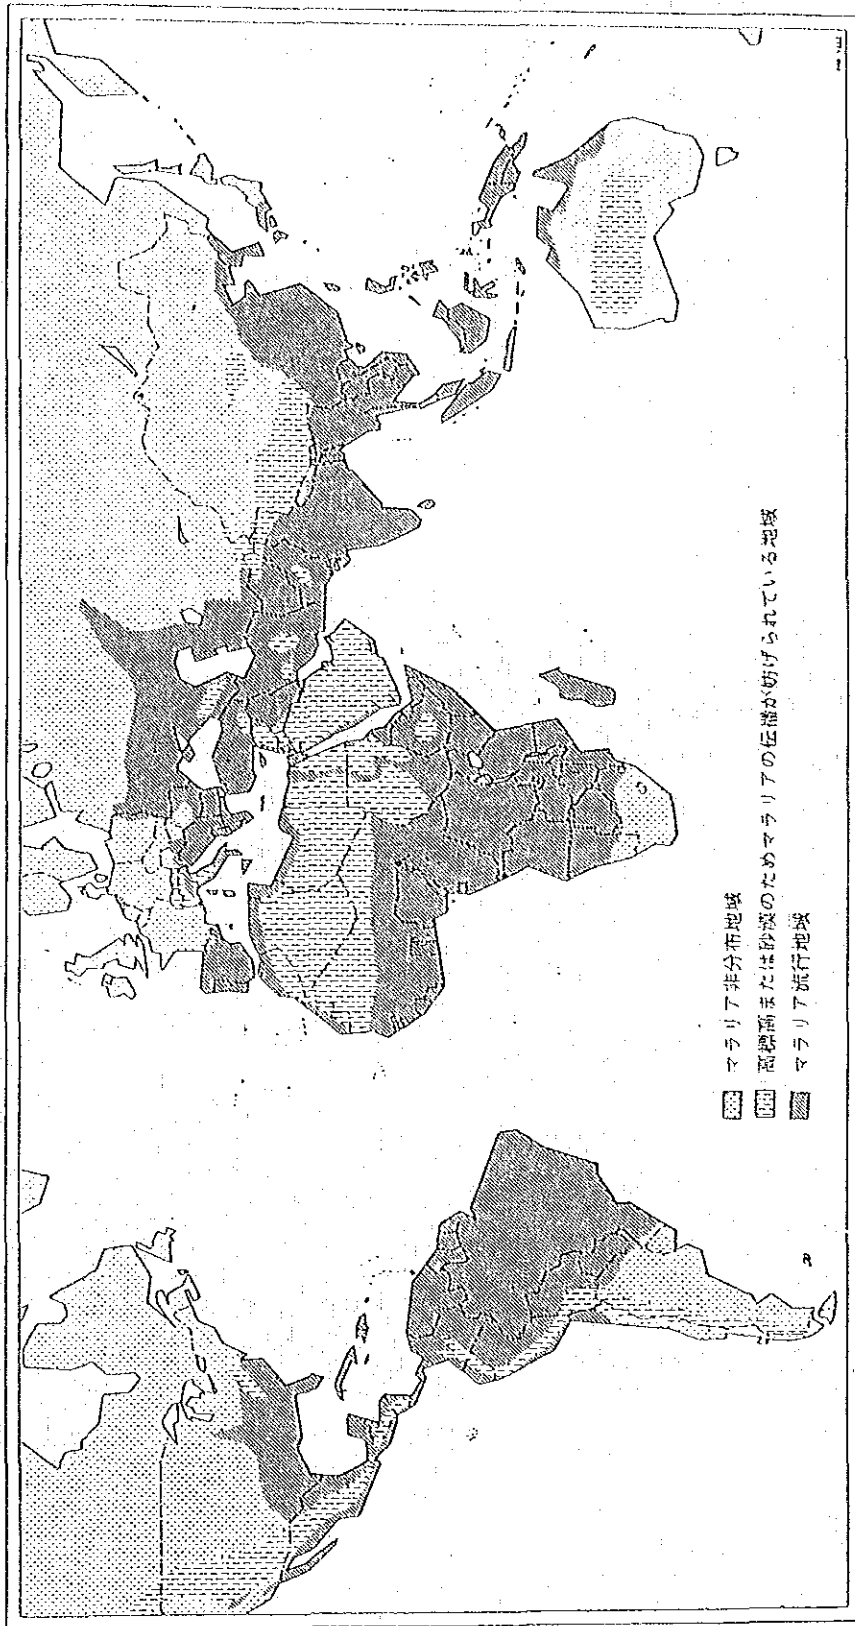 マラリア非分布地域
高標高または砂漠のためマラリアの伝播が妨げられている地域
マラリア流行地域